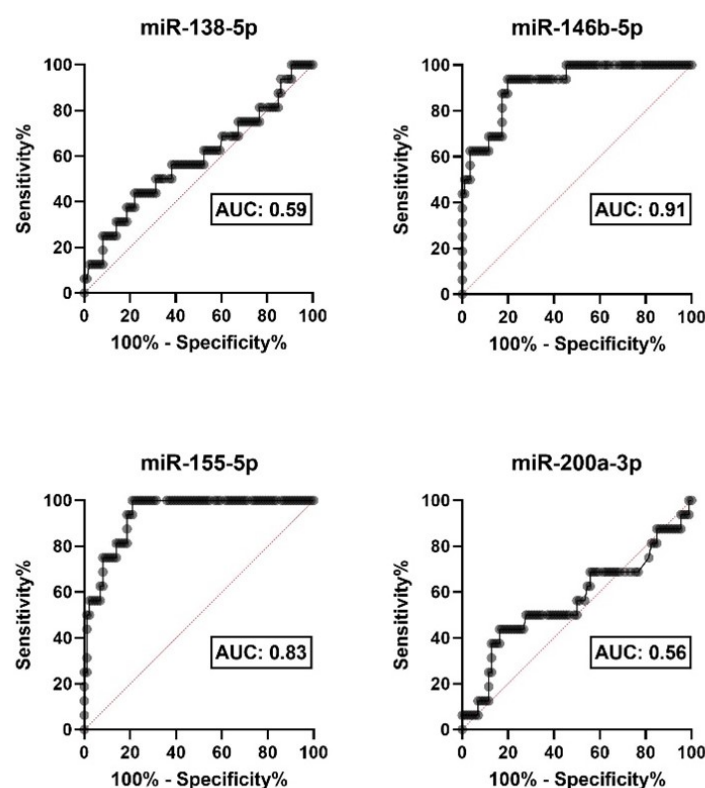 miR-138-5p
100
80
60
40
20
0
Sensitivity%
AUC: 0.59
0 20 40 60 80 100
100% - Specificity%
miR-146b-5p
100
80
60
40
20
0
Sensitivity%
AUC: 0.91
0 20 40 60 80 100
100% - Specificity%
miR-155-5p
100
80
60
40
20
0
Sensitivity%
AUC: 0.83
0 20 40 60 80 100
100% - Specificity%
miR-200a-3p
100
80
60
40
20
0
Sensitivity%
AUC: 0.56
0 20 40 60 80 100
100% - Specificity%